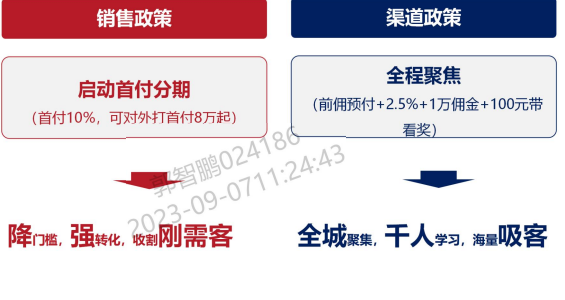 销售政策
启动首付分期
（首付10%，可对外打首付8万起）
降门槛，强转化，收割刚需客
渠道政策
全程聚焦
（前佣预付+2.5%+1万佣金+100元带
看奖）
全城聚焦，千人学习，海量吸客
郭智鹏024186
2023-09-0711:24:43